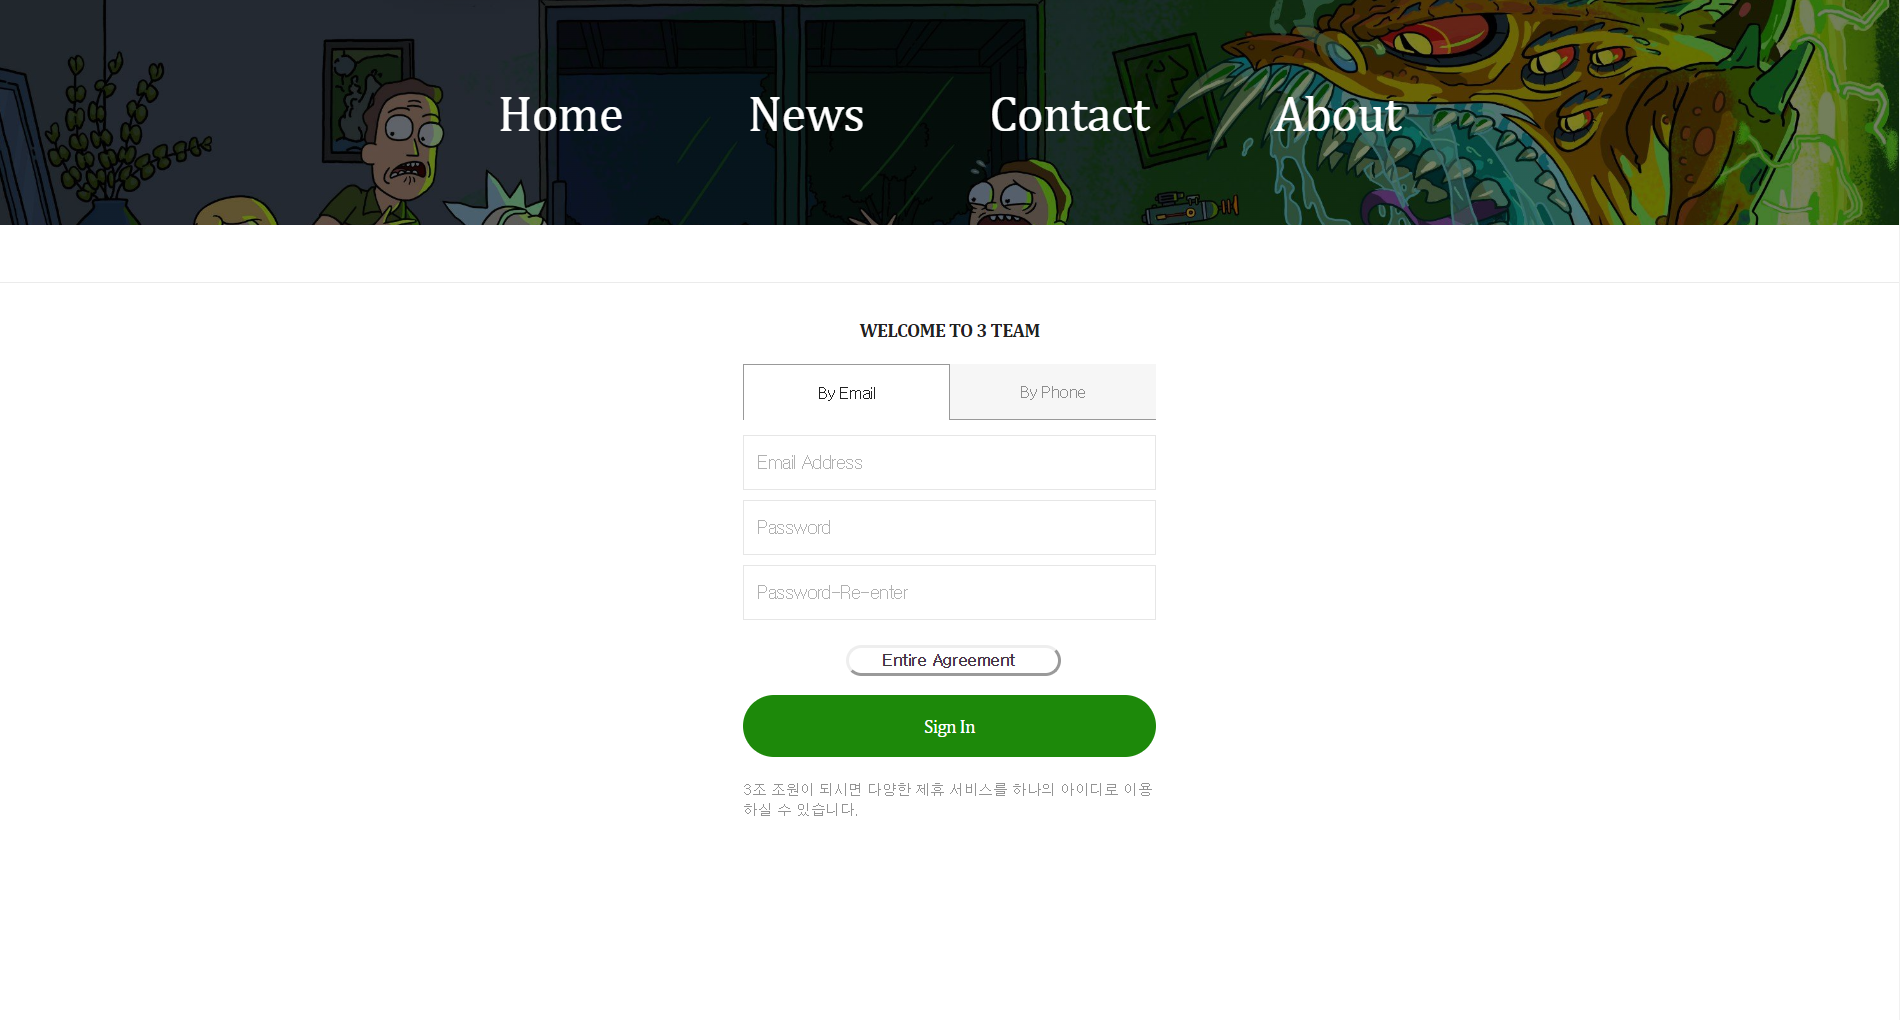 Home News Contact About
WELCOME TO 3 TEAM
By Email By Phone
Email Address
Password
Password-Re-enter
Entire Agreement
Sign In
3조 조원이 되시면 다양한 제휴 서비스를 하나의 아이디로 이용
하실 수 있습니다.